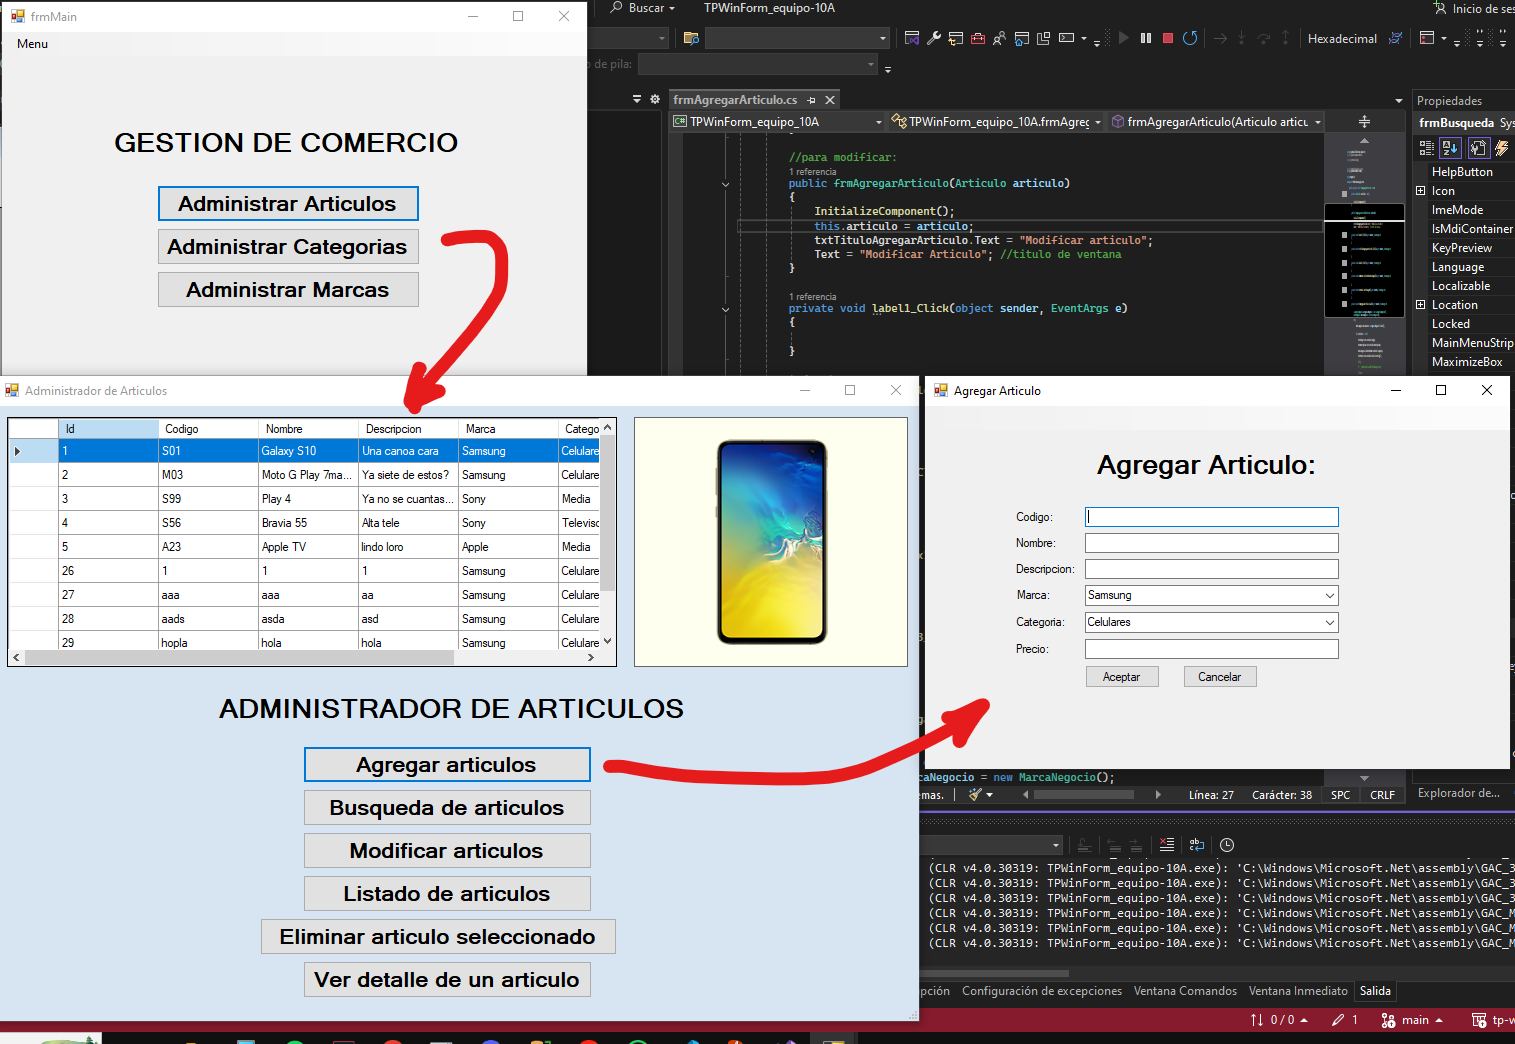 frmMain
Menu
GESTION DE COMERCIO
Administrar Articulos
Administrar Categorias
Administrar Marcas
Buscar
TPWinForm_equipo-10A
Inicio de ses
Hexadecimal
o de pila:
frmAgregarArticulo.cs
TPWinForm_equipo_10A
TPWinForm_equipo_10A.frmAgreg
frmAgregarArticulo(Articulo articu
//para modificar:
1 referencia
public frmAgregarArticulo(Articulo articulo)
{
InitializeComponent();
this.articulo = articulo;
txtTituloAgregarArticulo.Text = "Modificar articulo";
Text = "Modificar Articulo"; //titulo de ventana
}
1 referencia
private void label1_Click(object sender, EventArgs e)
{
}
Propiedades
frmBusqueda Sys
HelpButton
Icon
ImeMode
IsMdiContainer
KeyPreview
Language
Localizable
Location
Locked
MainMenuStrip
MaximizeBox
Administrador de Articulos
Id Codigo Nombre Descripcion Marca Catego
1 S01 Galaxy S10 Una canoa cara Samsung Celulare
2 M03 Moto G Play 7ma... Ya siete de estos? Motorola Celulare
3 S99 Play 4 Ya no se cuantas... Sony Media
4 S56 Bravia 55 Alta tele Sony Televiso
5 A23 Apple TV lindo loro Apple Media
26 1 1 1 Samsung Celulare
27 aaa aaa aa Samsung Celulare
28 aads asda asd Samsung Celulare
29 hopla hola hola Samsung Celulare
ADMINISTRADOR DE ARTICULOS
Agregar articulos
Busqueda de articulos
Modificar articulos
Listado de articulos
Eliminar articulo seleccionado
Ver detalle de un articulo
Agregar Articulo
Agregar Articulo:
Codigo:
Nombre:
Descripcion:
Marca: Samsung
Categoria: Celulares
Precio:
Aceptar Cancelar
caNegocio = new MarcaNegocio();
emas.
Línea: 27 Carácter: 38 SPC CRLF
Explorador de...
(CLR v4.0.30319: TPWinForm_equipo-10A.exe): 'C:\Windows\Microsoft.Net\assembly\GAC_3
(CLR v4.0.30319: TPWinForm_equipo-10A.exe): 'C:\Windows\Microsoft.Net\assembly\GAC_3
(CLR v4.0.30319: TPWinForm_equipo-10A.exe): 'C:\Windows\Microsoft.Net\assembly\GAC_3
(CLR v4.0.30319: TPWinForm_equipo-10A.exe): 'C:\Windows\Microsoft.Net\assembly\GAC_M
(CLR v4.0.30319: TPWinForm_equipo-10A.exe): 'C:\Windows\Microsoft.Net\assembly\GAC_M
(CLR v4.0.30319: TPWinForm_equipo-10A.exe): 'C:\Windows\Microsoft.Net\assembly\GAC_M
pción Configuración de excepciones Ventana Comandos Ventana Inmediato Salida
0 / 0 1 main tp-w